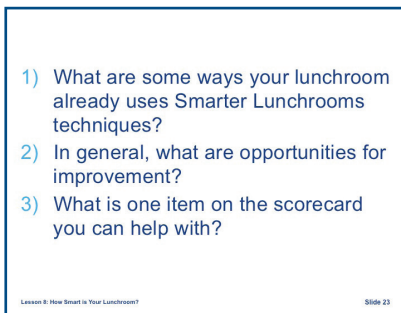 1) What are some ways your lunchroom
already uses Smarter Lunchrooms
techniques?
2) In general, what are opportunities for
improvement?
3) What is one item on the scorecard
you can help with?
Lesson 8: How Smart is Your Lunchroom?
Slide 23